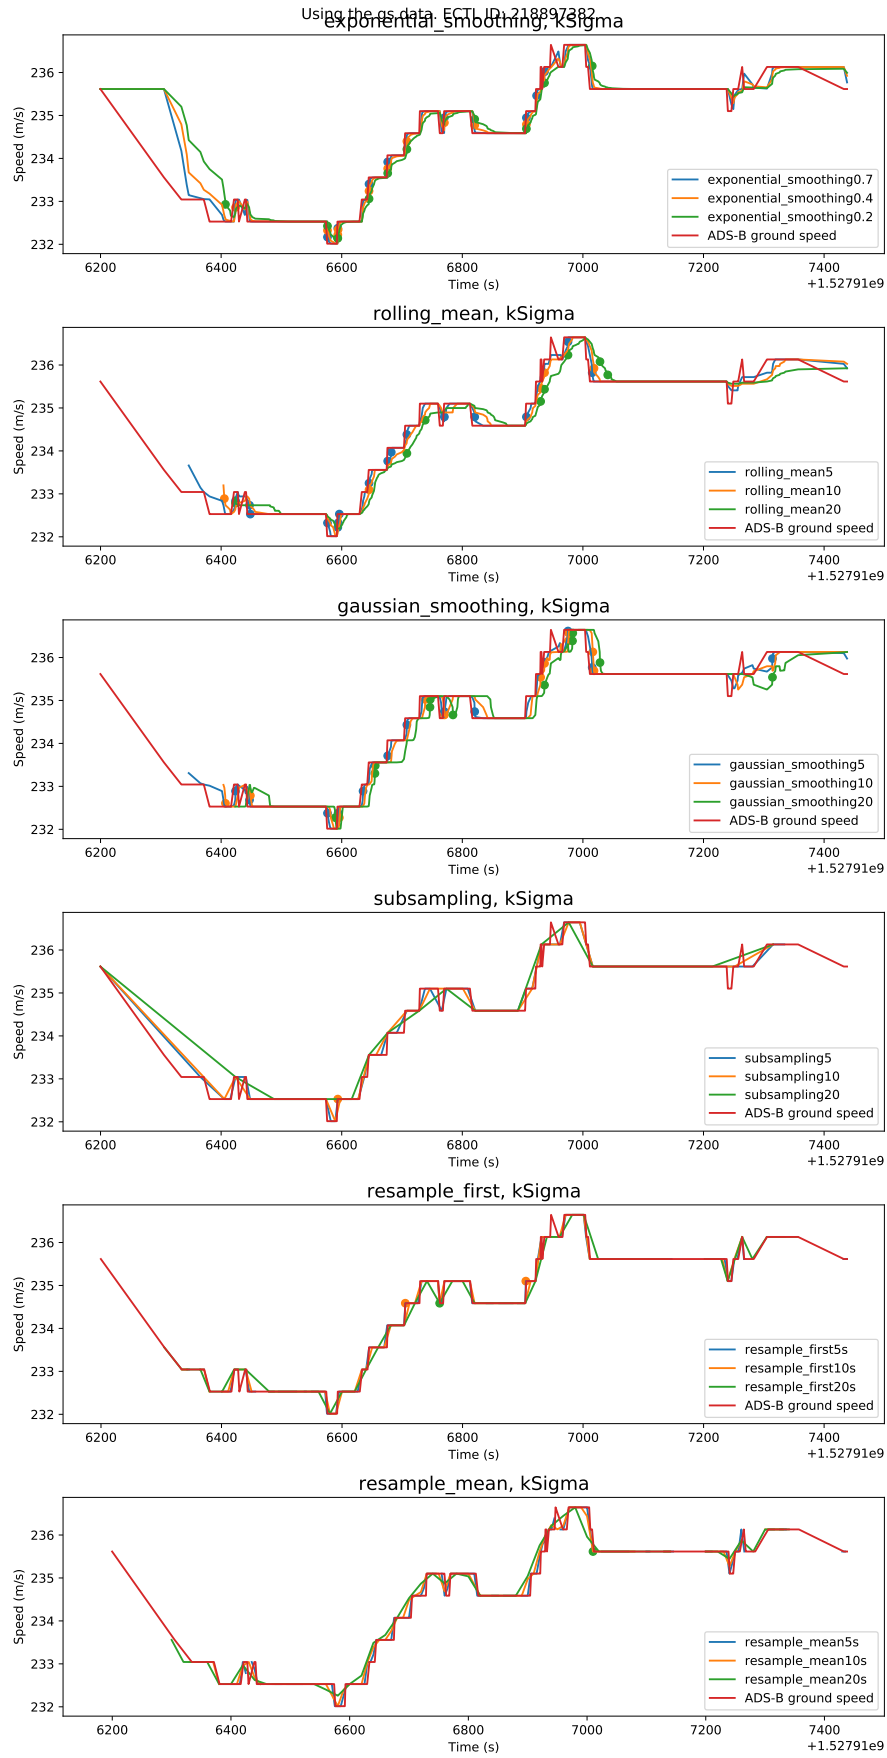 Using the gs data. ECTL ID: 218897382
exponential_smoothing, kSigma
236
235
234
233
232
Speed (m/s)
exponential_smoothing0.7
exponential_smoothing0.4
exponential_smoothing0.2
ADS-B ground speed
6200 6400 6600 6800 7000 7200 7400
Time (s)
+1.52791e9
rolling_mean, kSigma
236
235
234
233
232
Speed (m/s)
rolling_mean5
rolling_mean10
rolling_mean20
ADS-B ground speed
6200 6400 6600 6800 7000 7200 7400
Time (s)
+1.52791e9
gaussian_smoothing, kSigma
236
235
234
233
232
Speed (m/s)
gaussian_smoothing5
gaussian_smoothing10
gaussian_smoothing20
ADS-B ground speed
6200 6400 6600 6800 7000 7200 7400
Time (s)
+1.52791e9
subsampling, kSigma
236
235
234
233
232
Speed (m/s)
subsampling5
subsampling10
subsampling20
ADS-B ground speed
6200 6400 6600 6800 7000 7200 7400
Time (s)
+1.52791e9
resample_first, kSigma
236
235
234
233
232
Speed (m/s)
resample_first5s
resample_first10s
resample_first20s
ADS-B ground speed
6200 6400 6600 6800 7000 7200 7400
Time (s)
+1.52791e9
resample_mean, kSigma
236
235
234
233
232
Speed (m/s)
resample_mean5s
resample_mean10s
resample_mean20s
ADS-B ground speed
6200 6400 6600 6800 7000 7200 7400
Time (s)
+1.52791e9